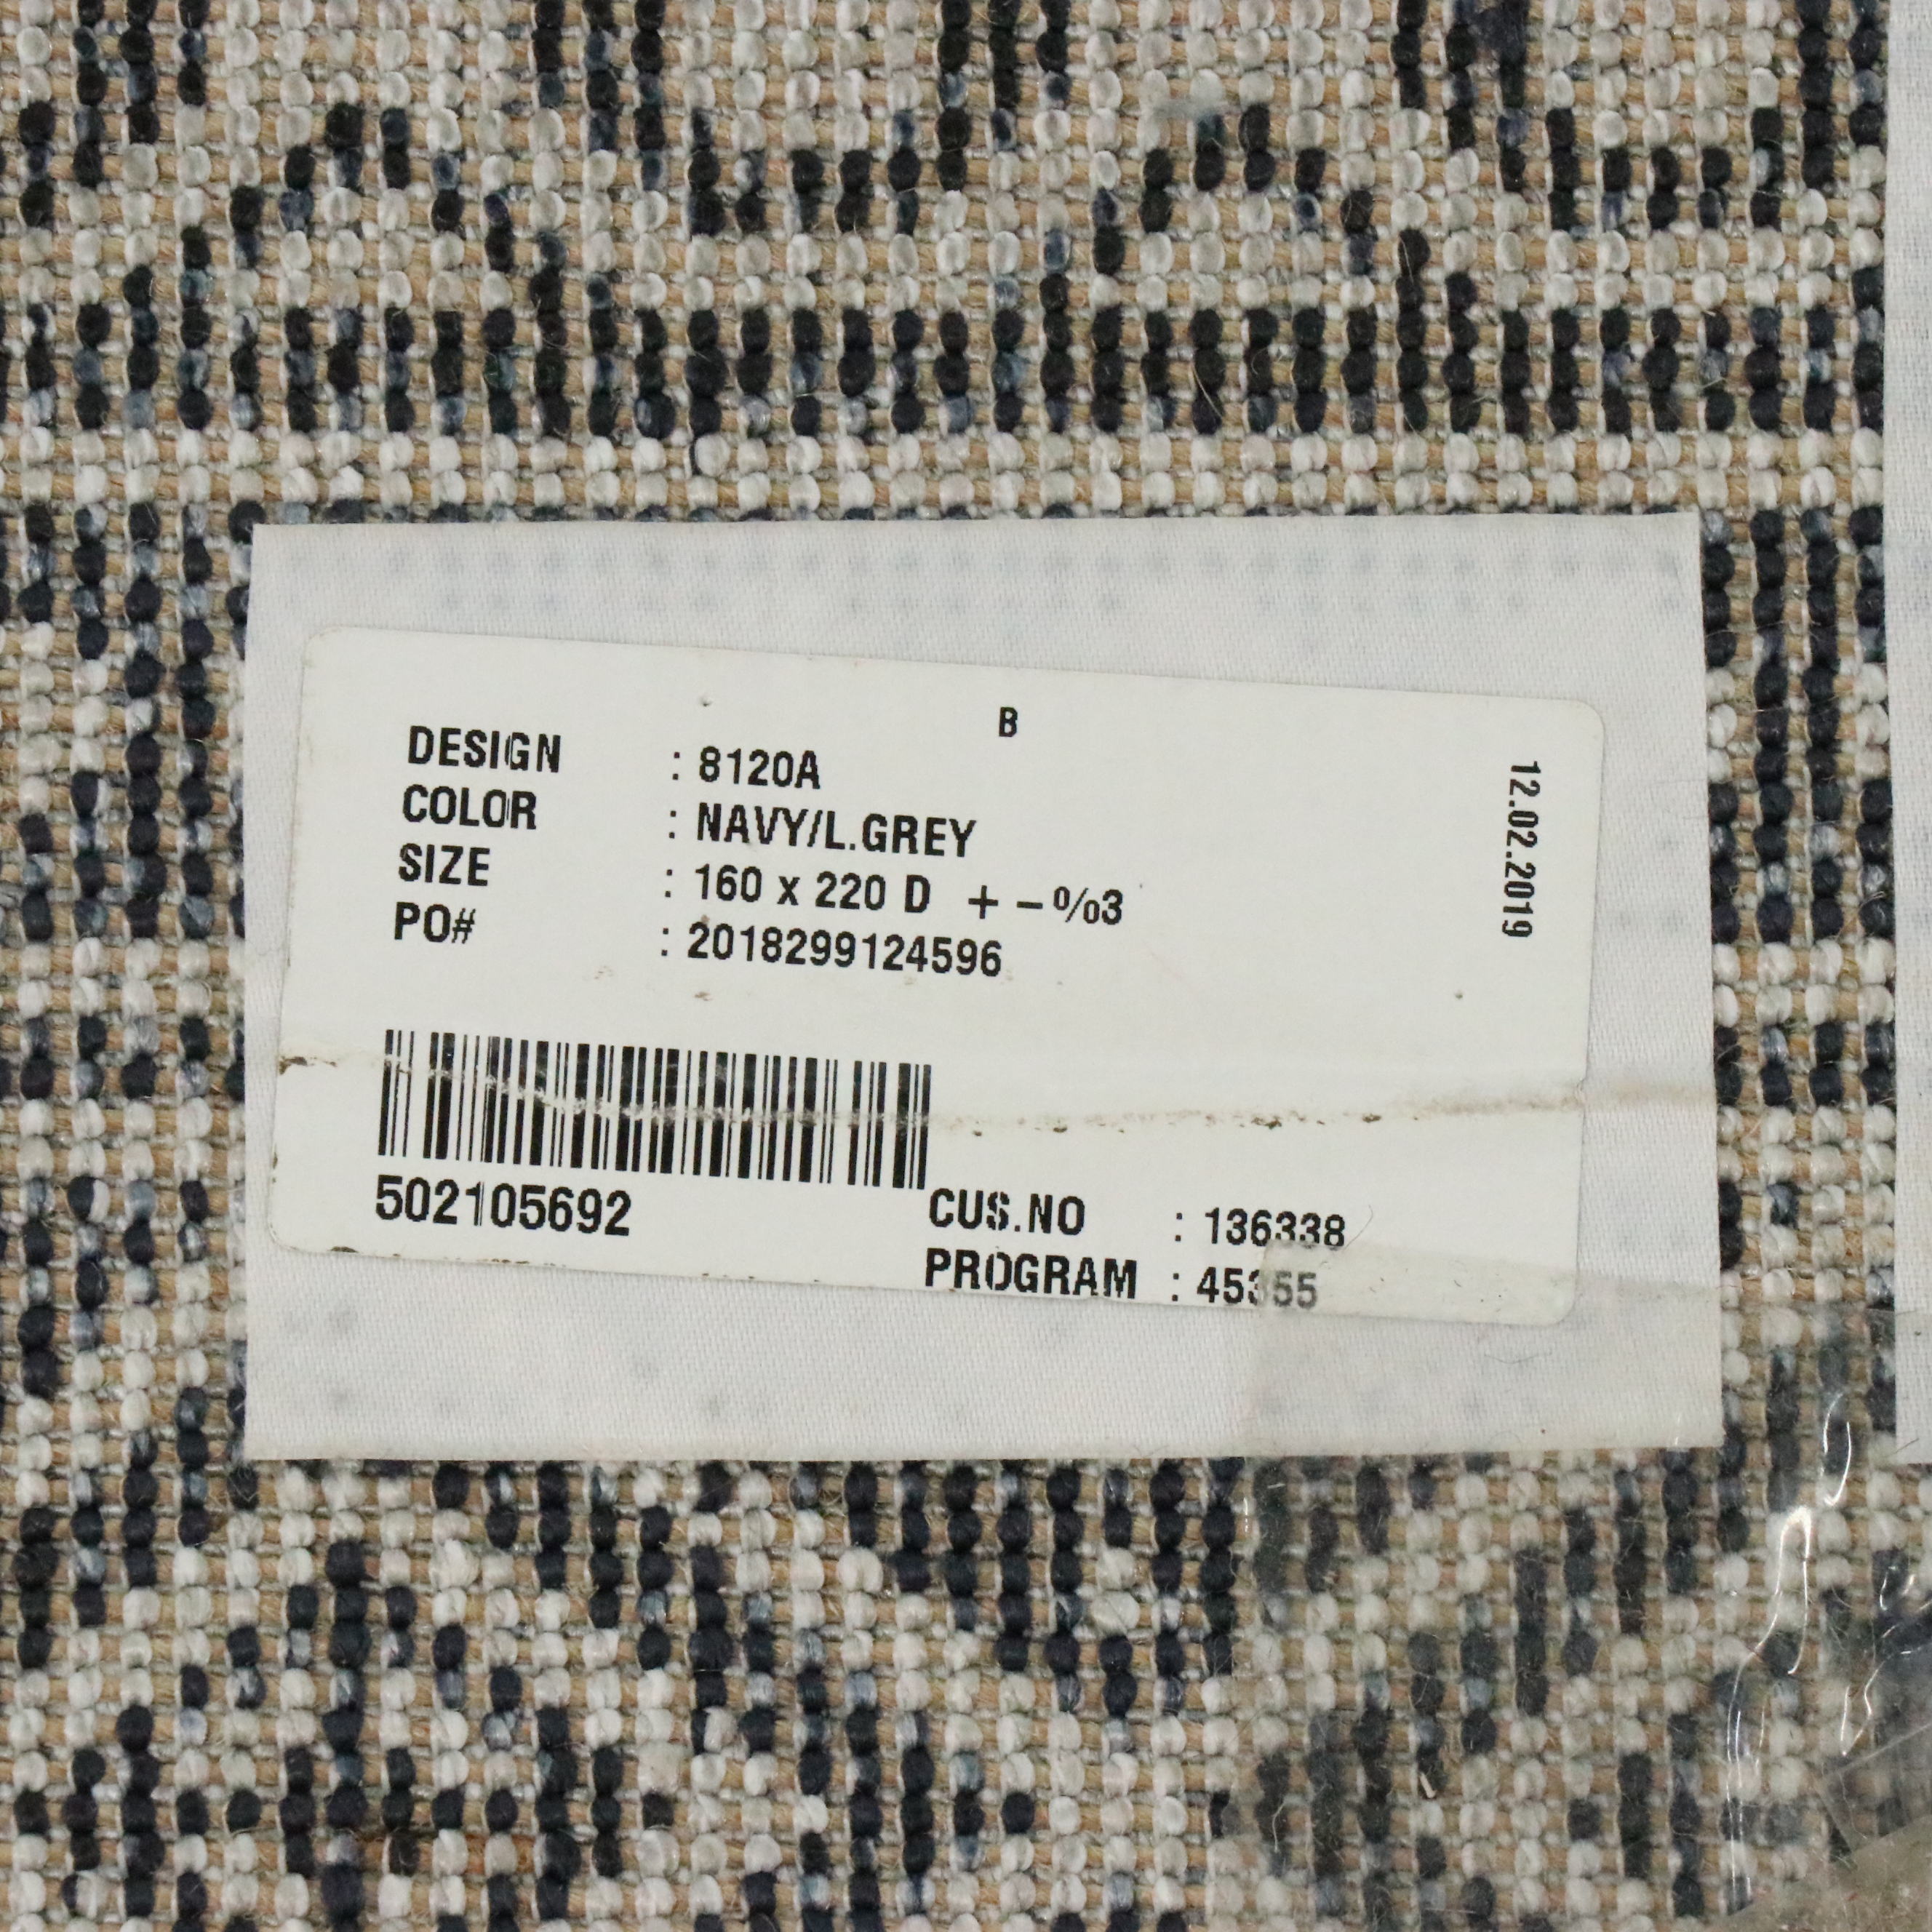 B
DESIGN : 8120A
COLOR : NAVY/L.GREY
SIZE : 160 x 220 D + - %3
PO# : 2018299124596
12.02.2019
502105692
CUS.NO : 136338
PROGRAM : 45355